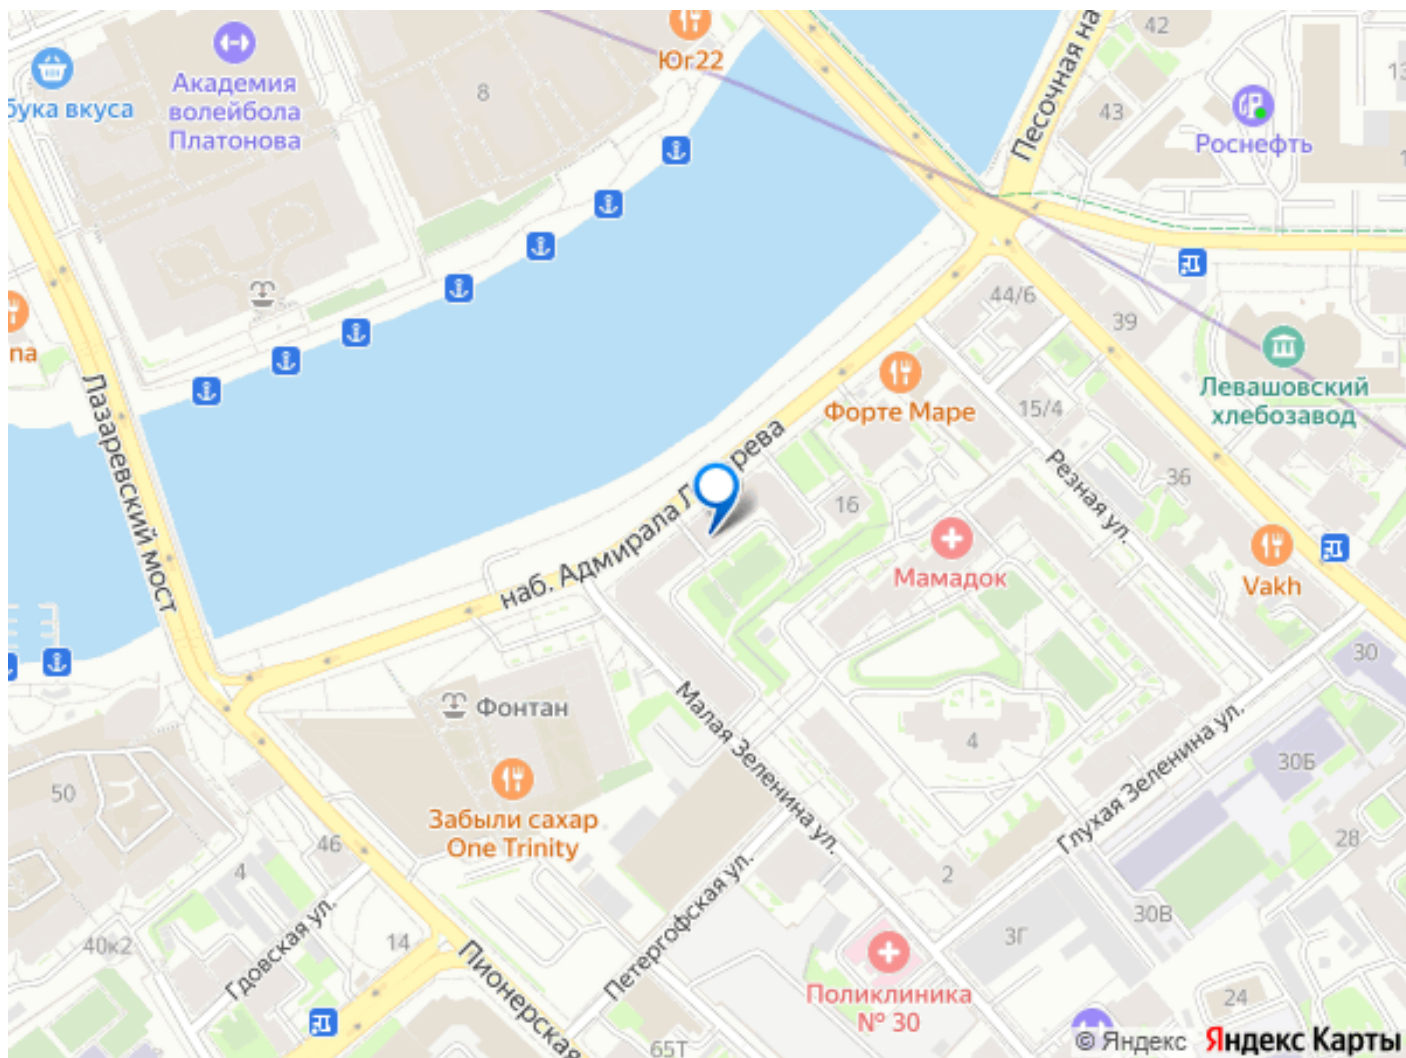 Юг22
42
Академия
волейбола
Платонова
8
бука вкуса
Песочная на
43
Роснефть
13
1
44/6
39
Левашовский
хлебозавод
na
Форте Маре
15/4
Лазаревский мост
наб. Адмирала Л
рева
Резная ул.
36
16
Мамадок
Vakh
30
Фонтан
Малая Зеленина ул.
4
Глухая Зеленина ул.
30Б
50
Забыли сахар
One Trinity
46
4
28
2
Гдовская ул.
Петергофская ул.
30В
40к2
14
3Г
Пионерская
Поликлиника
№ 30
24
65Т
© Яндекс Яндекс Карты